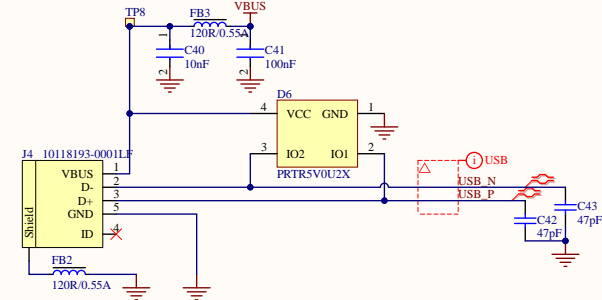 TP8
FB3
VBUS
120R/0.55A
1
C40
10nF
2
1
C41
100nF
2
D6
4
VCC
GND
1
3
IO2
IO1
2
PRTR5V0U2X
J4
10118193-0001LF
VBUS
1
D-
2
D+
3
GND
5
ID
4
Shield
i
USB
USB_N
USB_P
C43
47pF
C42
47pF
FB2
120R/0.55A